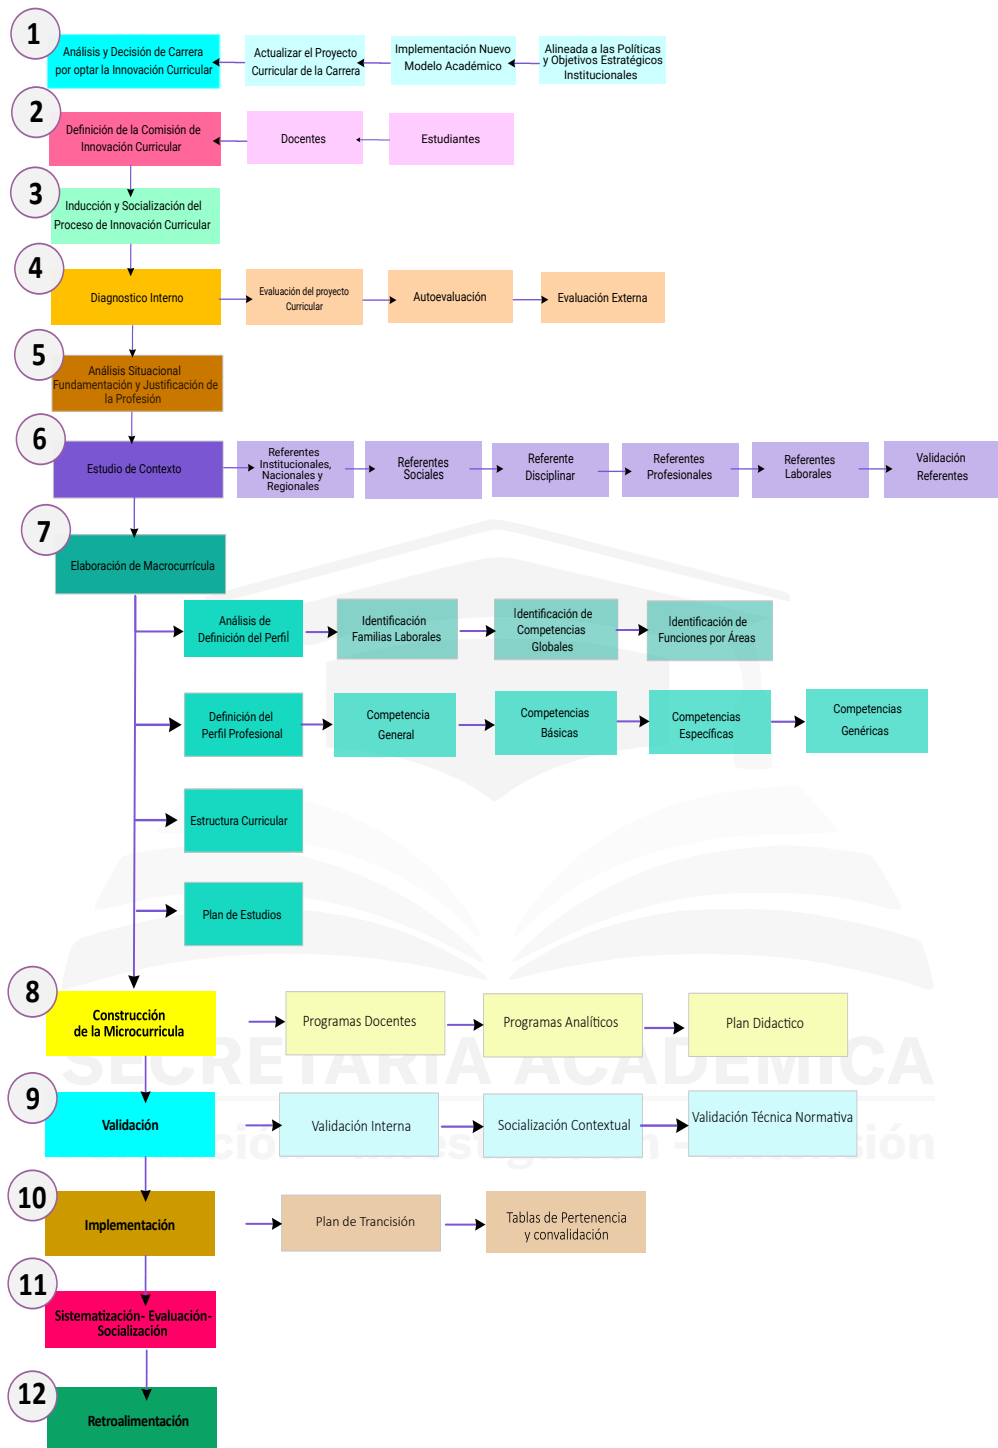 1
Análisis y Decisión de Carrera
por optar la Innovación Curricular
Actualizar el Proyecto
Curricular de la Carrera
Implementación Nuevo
Modelo Académico
Alineada a las Políticas
y Objetivos Estratégicos
Institucionales
2
Definición de la Comisión de
Innovación Curricular
Docentes
Estudiantes
3
Inducción y Socialización del
Proceso de Innovación Curricular
4
Diagnostico Interno
Evaluación del proyecto
Curricular
Autoevaluación
Evaluación Externa
5
Análisis Situacional
Fundamentación y Justificación de
la Profesión
6
Estudio de Contexto
Referentes
Institucionales,
Nacionales y
Regionales
Referentes
Sociales
Referente
Disciplinar
Referentes
Profesionales
Referentes
Laborales
Validación
Referentes
7
Elaboración de Macrocurrícula
Análisis de
Definición del Perfil
Identificación
Familias Laborales
Identificación de
Competencias
Globales
Identificación de
Funciones por Áreas
Definición del
Perfil Profesional
Competencia
General
Competencias
Básicas
Competencias
Específicas
Competencias
Genéricas
Estructura Curricular
Plan de Estudios
8
Construcción
de la Microcurricula
Programas Docentes
Programas Analíticos
Plan Didactico
SECRETARIA ACADEMICA
9
Validación
Validación Interna
Socialización Contextual
Validación Técnica Normativa
10
Implementación
Plan de Trancisión
Tablas de Pertenencia
y convalidación
11
Sistematización- Evaluación-
Socialización
12
Retroalimentación